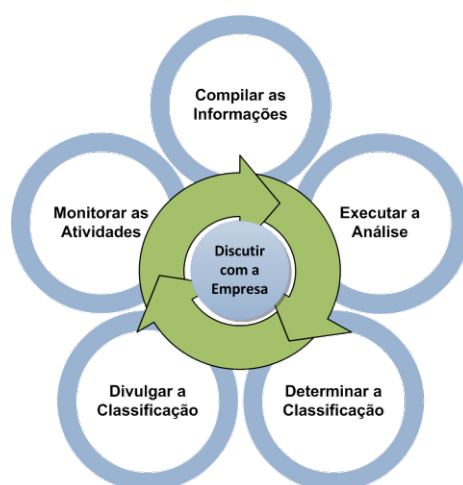 Compilar as
Informações
Monitorar as
Atividades
Executar a
Análise
Discutir
com a
Empresa
Divulgar a
Classificação
Determinar a
Classificação